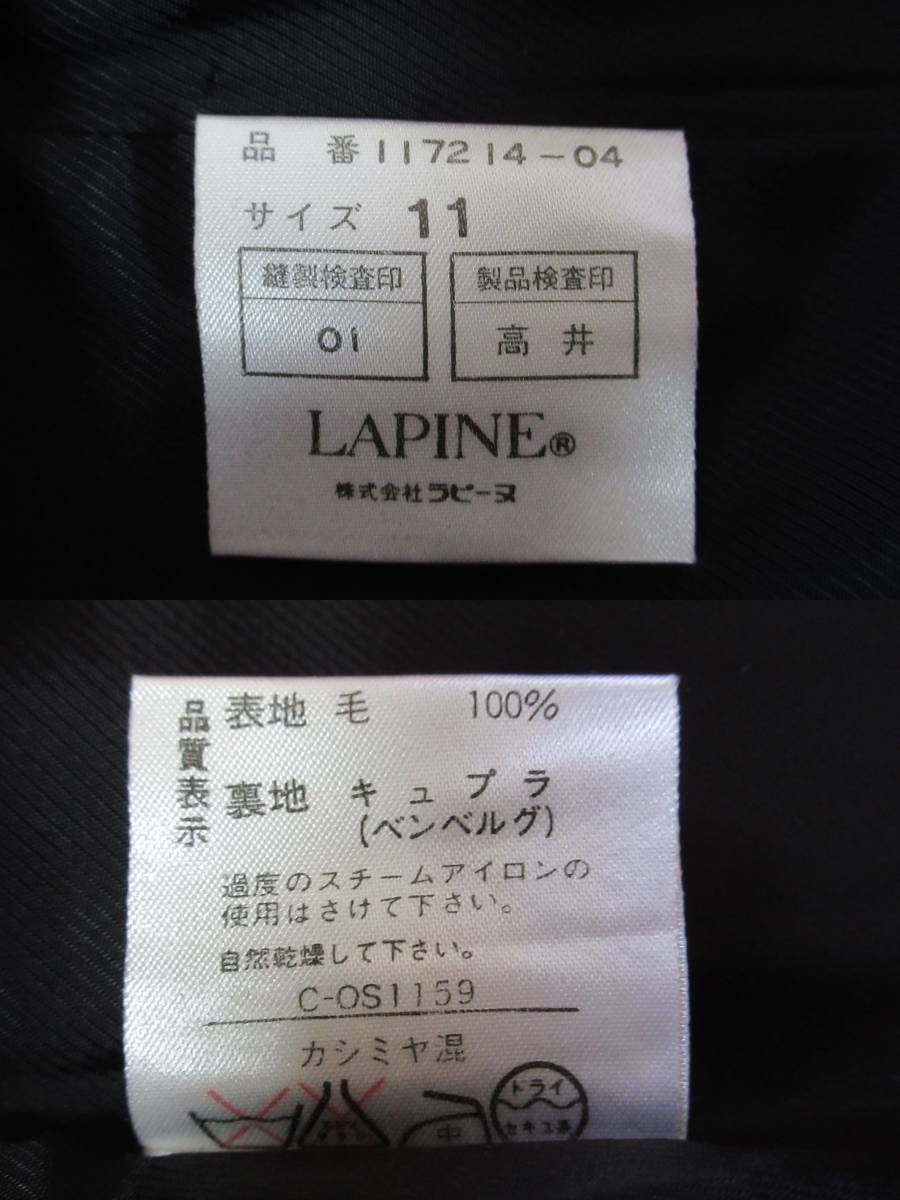 品 番 117214-04
サイズ 11
縫製検査印
01
製品検査印
高 井
LAPINE®
株式会社ラピーヌ
品質表示
表地 毛 100%
裏地 キュプラ
(ベンベルグ)
過度のスチームアイロンの
使用はさけて下さい。
自然乾燥して下さい。
C-OS1159
カシミヤ混
中
ドライ
セキユ系